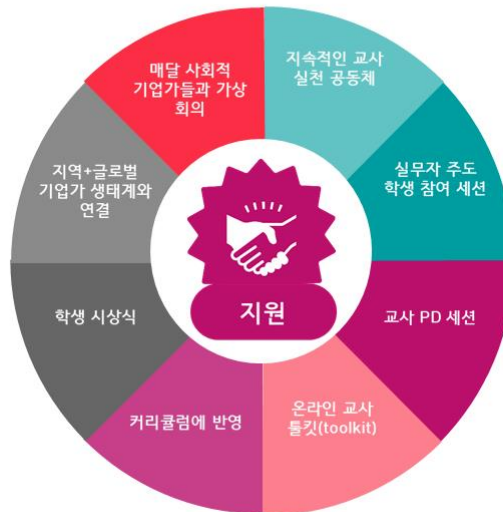 지속적인 교사
실천 공동체
실무자 주도
학생 참여 세션
교사 PD 세션
온라인 교사
툴킷(toolkit)
커리큘럼에 반영
학생 시상식
지역+글로벌
기업가 생태계와
연결
매달 사회적
기업가들과 가상
회의
지원